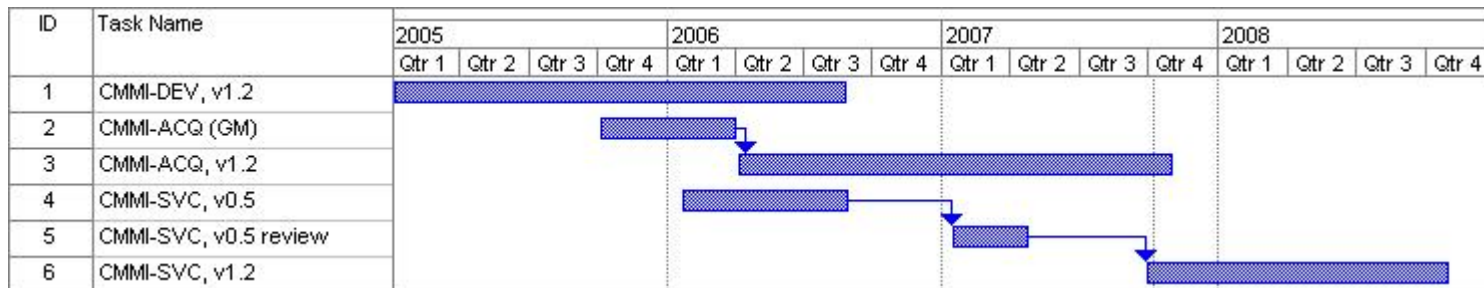 ID Task Name
2005 2006 2007 2008
Qtr 1 Qtr 2 Qtr 3 Qtr 4 Qtr 1 Qtr 2 Qtr 3 Qtr 4 Qtr 1 Qtr 2 Qtr 3 Qtr 4 Qtr 1 Qtr 2 Qtr 3 Qtr 4
1 CMMI-DEV, v1.2
2 CMMI-ACQ (GM)
3 CMMI-ACQ, v1.2
4 CMMI-SVC, v0.5
5 CMMI-SVC, v0.5 review
6 CMMI-SVC, v1.2